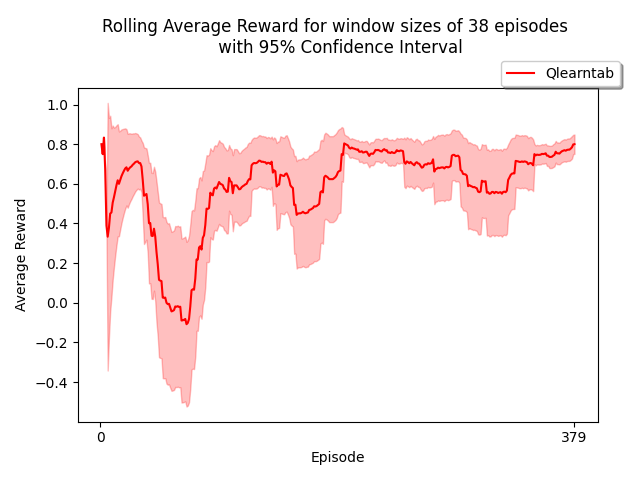 Rolling Average Reward for window sizes of 38 episodes
with 95% Confidence Interval
Qlearntab
1.0
0.8
0.6
0.4
0.2
0.0
−0.2
−0.4
Average Reward
0
379
Episode